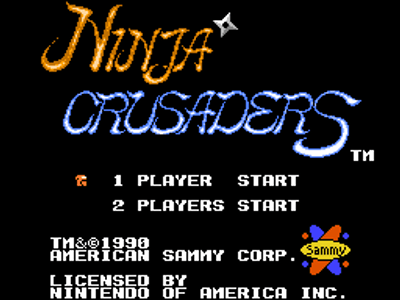 NINJA
CRUSADERS
TM
1 PLAYER START
2 PLAYERS START
TM&©1990
AMERICAN SAMMY CORP.
Sammy
LICENSED BY
NINTENDO OF AMERICA INC.